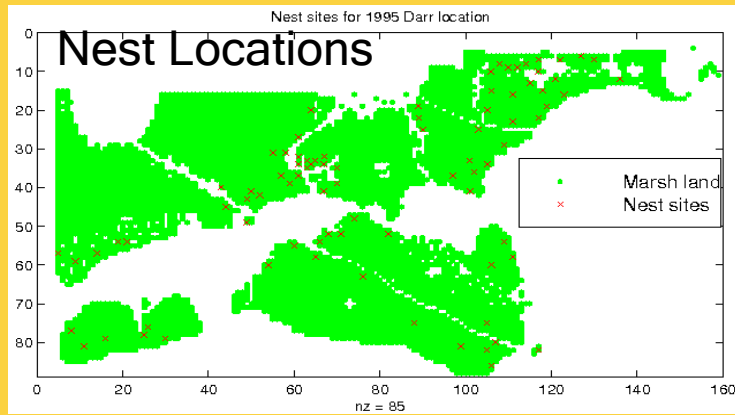 Nest sites for 1995 Darr location
Nest Locations
0
10
20
30
40
50
60
70
80
Marsh land
Nest sites
0 20 40 60 80 100 120 140 160
nz = 85